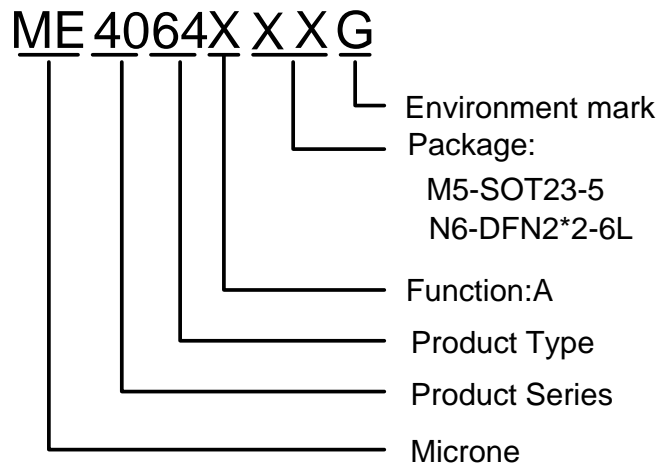 ME4064XXXG
Environment mark
Package:
M5-SOT23-5
N6-DFN2*2-6L
Function:A
Product Type
Product Series
Microne